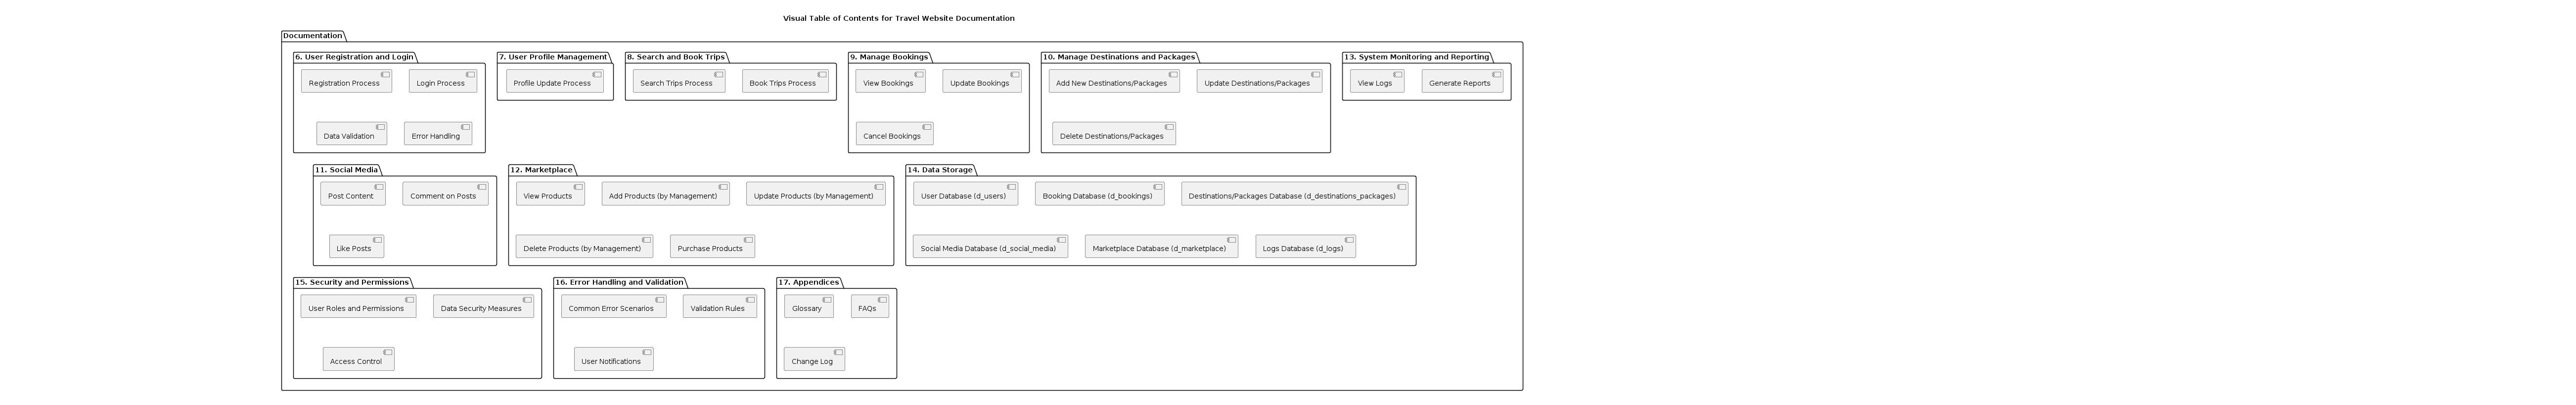 Visual Table of Contents for Travel Website Documentation
Documentation
6. User Registration and Login
Registration Process
Login Process
Data Validation
Error Handling
7. User Profile Management
Profile Update Process
8. Search and Book Trips
Search Trips Process
Book Trips Process
9. Manage Bookings
View Bookings
Update Bookings
Cancel Bookings
10. Manage Destinations and Packages
Add New Destinations/Packages
Update Destinations/Packages
Delete Destinations/Packages
13. System Monitoring and Reporting
View Logs
Generate Reports
11. Social Media
Post Content
Comment on Posts
Like Posts
12. Marketplace
View Products
Add Products (by Management)
Update Products (by Management)
Delete Products (by Management)
Purchase Products
14. Data Storage
User Database (d_users)
Booking Database (d_bookings)
Destinations/Packages Database (d_destinations_packages)
Social Media Database (d_social_media)
Marketplace Database (d_marketplace)
Logs Database (d_logs)
15. Security and Permissions
User Roles and Permissions
Data Security Measures
Access Control
16. Error Handling and Validation
Common Error Scenarios
Validation Rules
User Notifications
17. Appendices
Glossary
FAQs
Change Log